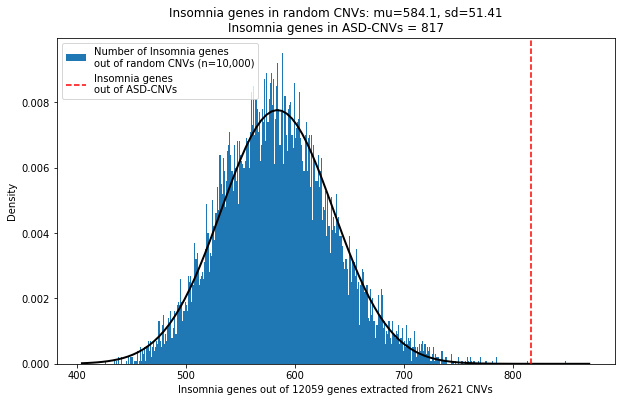 Insomnia genes in random CNVs: mu=584.1, sd=51.41
Insomnia genes in ASD-CNVs = 817
Number of Insomnia genes
out of random CNVs (n=10,000)
Insomnia genes
out of ASD-CNVs
Density
0.008
0.006
0.004
0.002
0.000
400 500 600 700 800
Insomnia genes out of 12059 genes extracted from 2621 CNVs